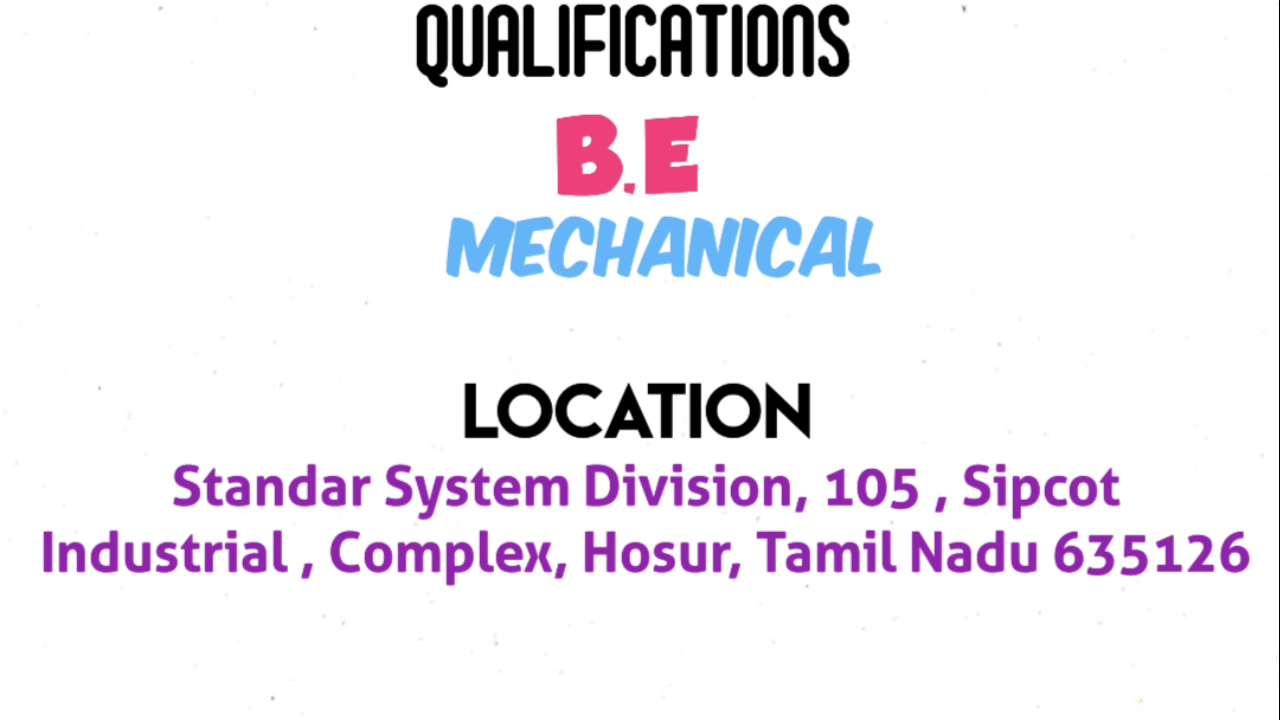 QUALIFICATIONS
B.E
MECHANICAL
LOCATION
Standar System Division, 105 , Sipcot
Industrial , Complex, Hosur, Tamil Nadu 635126